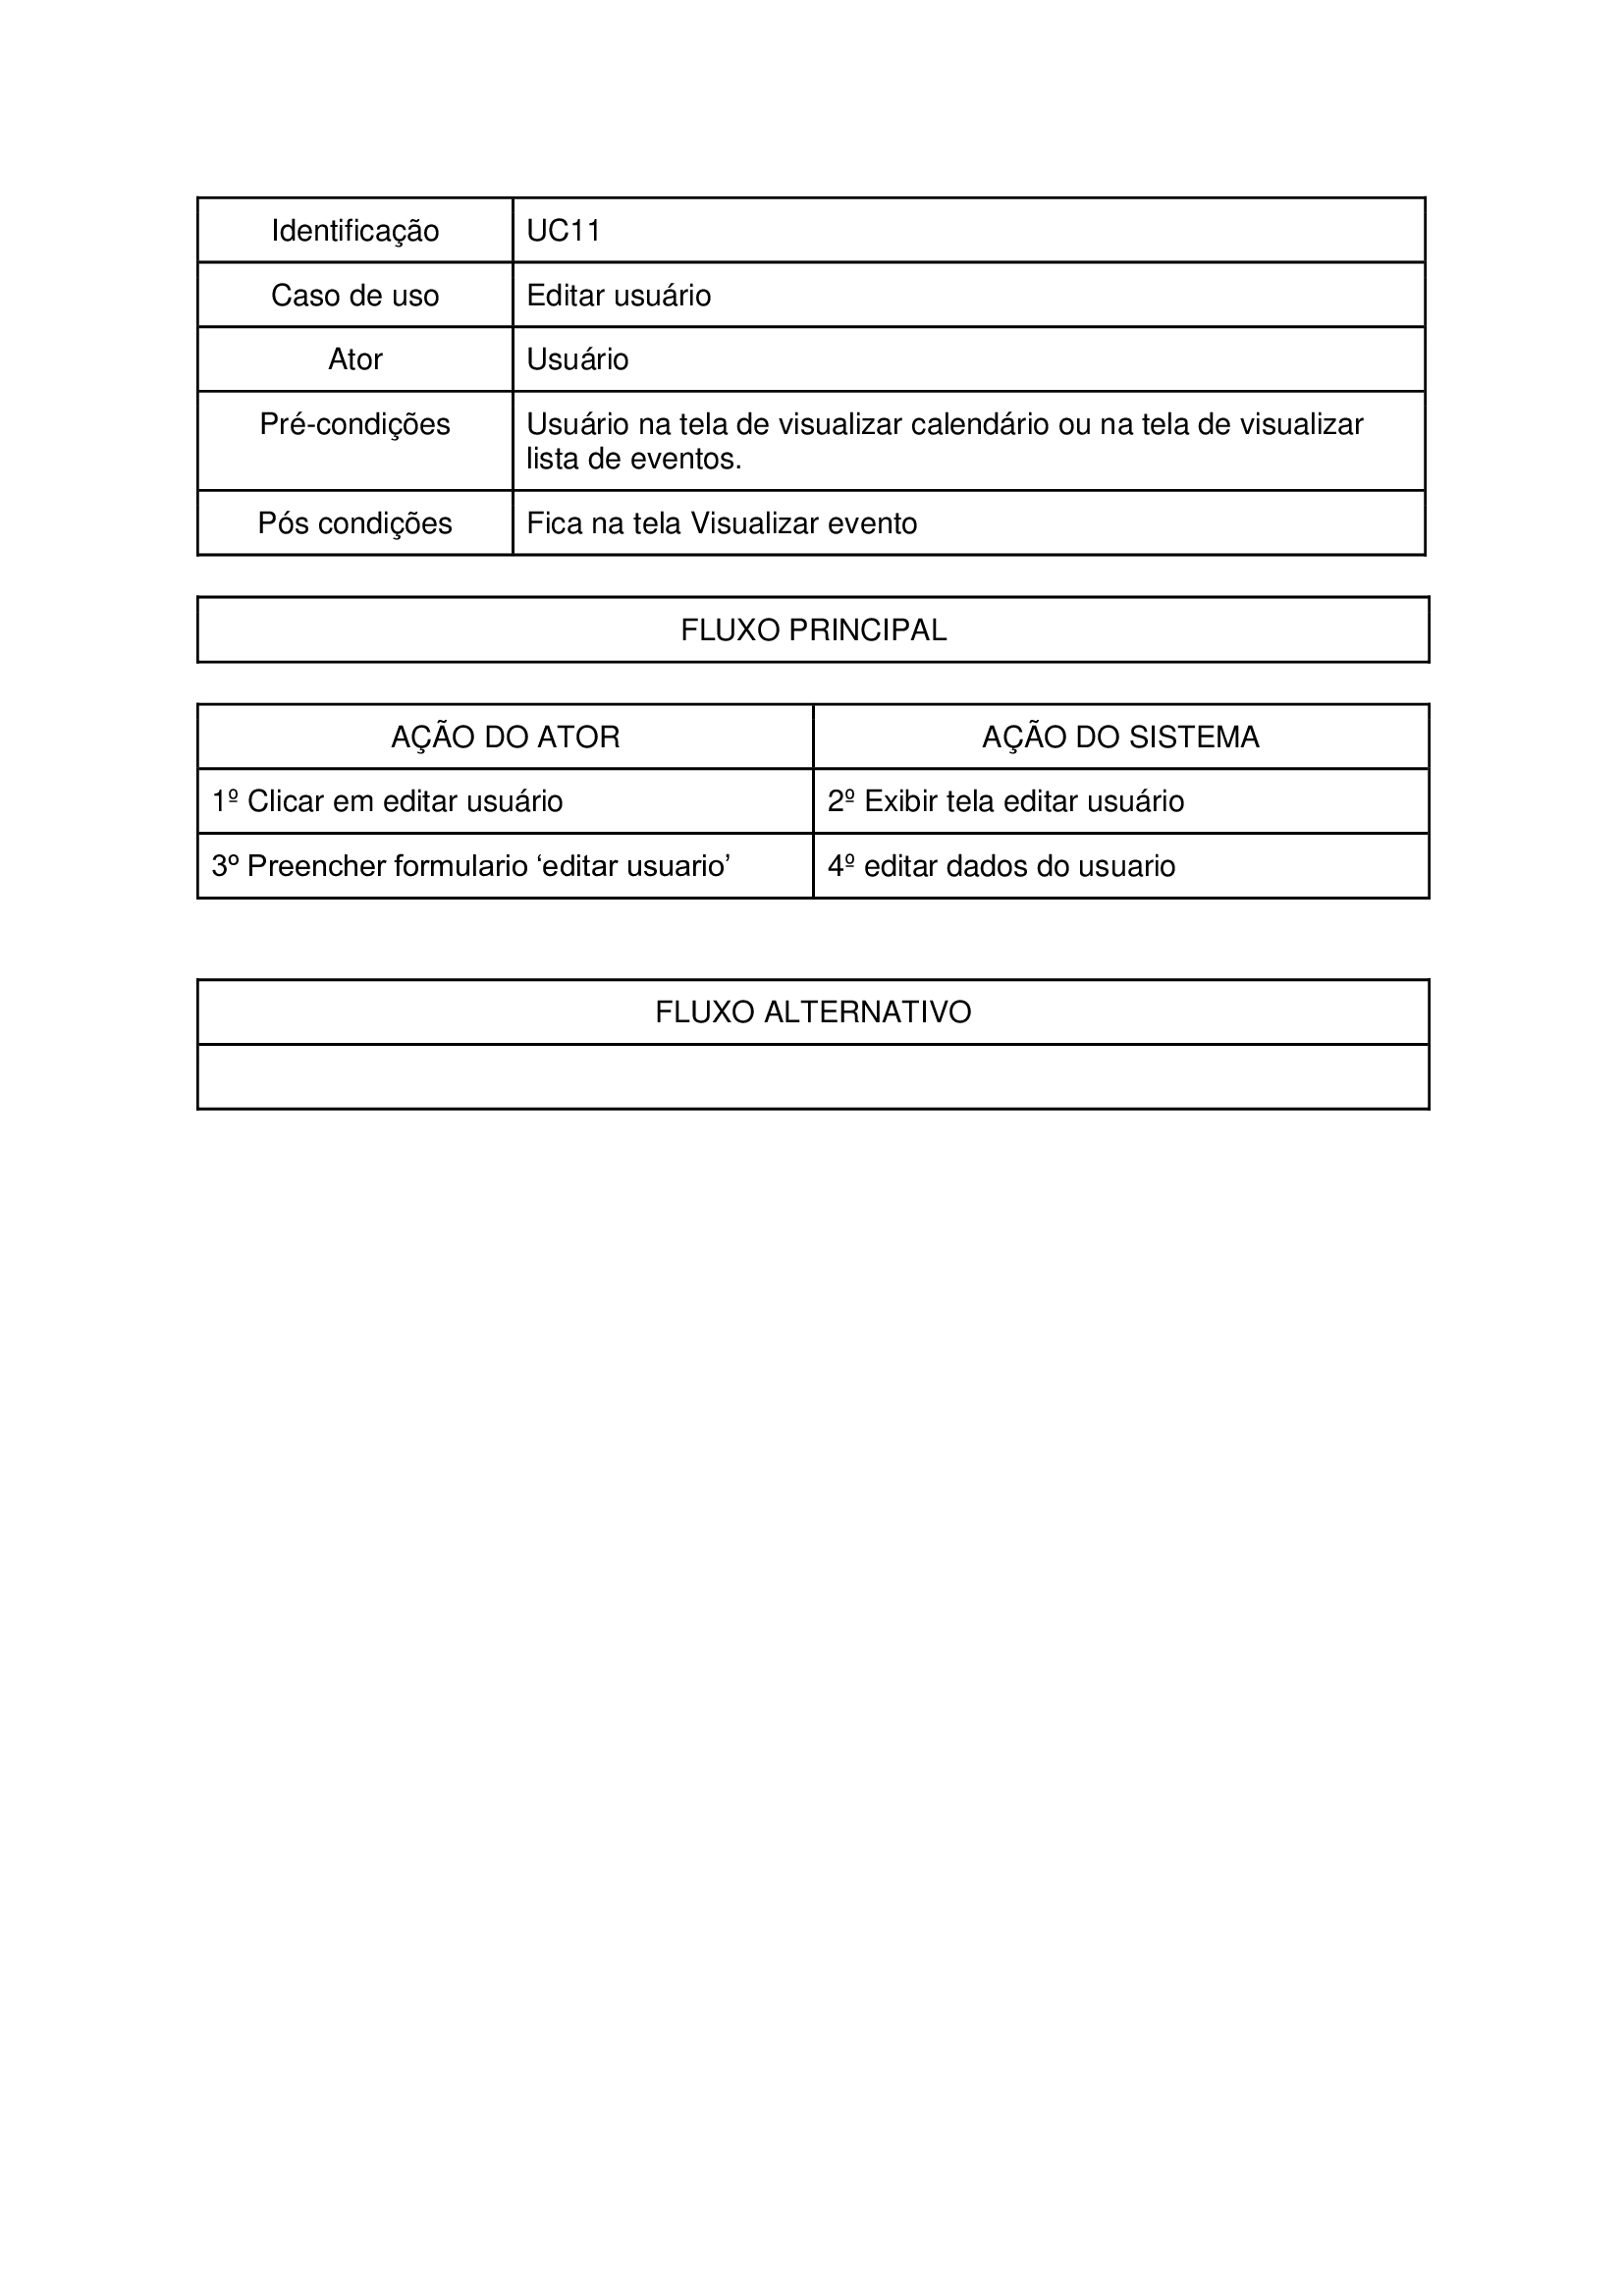 Identificação UC11
Caso de uso Editar usuário
Ator Usuário
Pré-condições Usuário na tela de visualizar calendário ou na tela de visualizar
lista de eventos.
Pós condições Fica na tela Visualizar evento
FLUXO PRINCIPAL
AÇÃO DO ATOR AÇÃO DO SISTEMA
1º Clicar em editar usuário 2º Exibir tela editar usuário
3º Preencher formulario ‘editar usuario’ 4º editar dados do usuario
FLUXO ALTERNATIVO